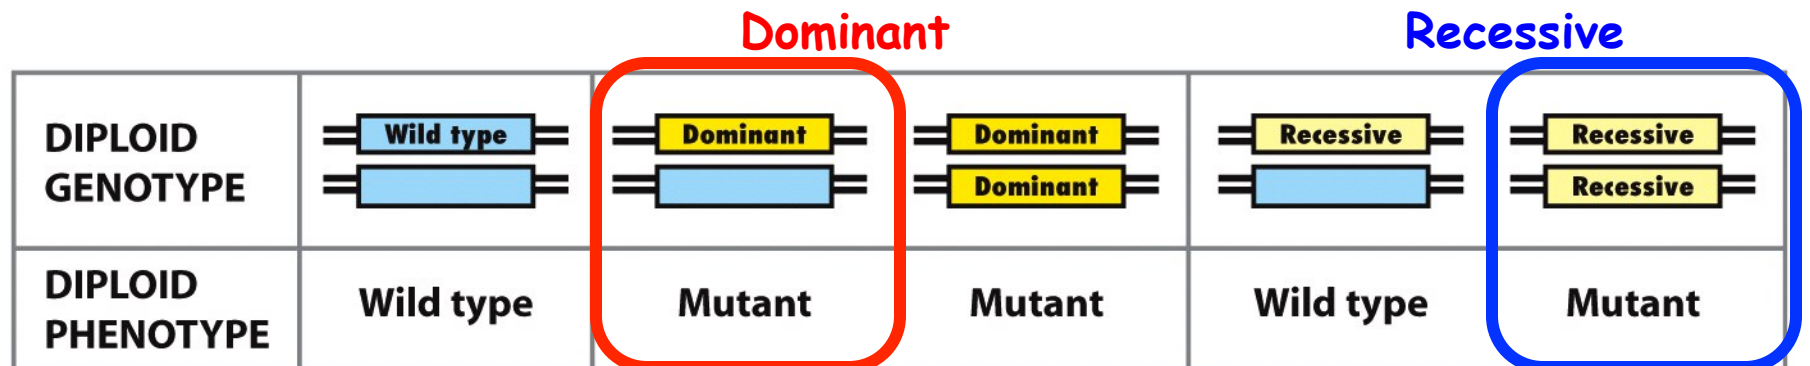 Dominant
Recessive
DIPLOID
GENOTYPE
Wild type
Dominant
Dominant
Dominant
Recessive
Recessive
Recessive
DIPLOID
PHENOTYPE
Wild type
Mutant
Mutant
Wild type
Mutant